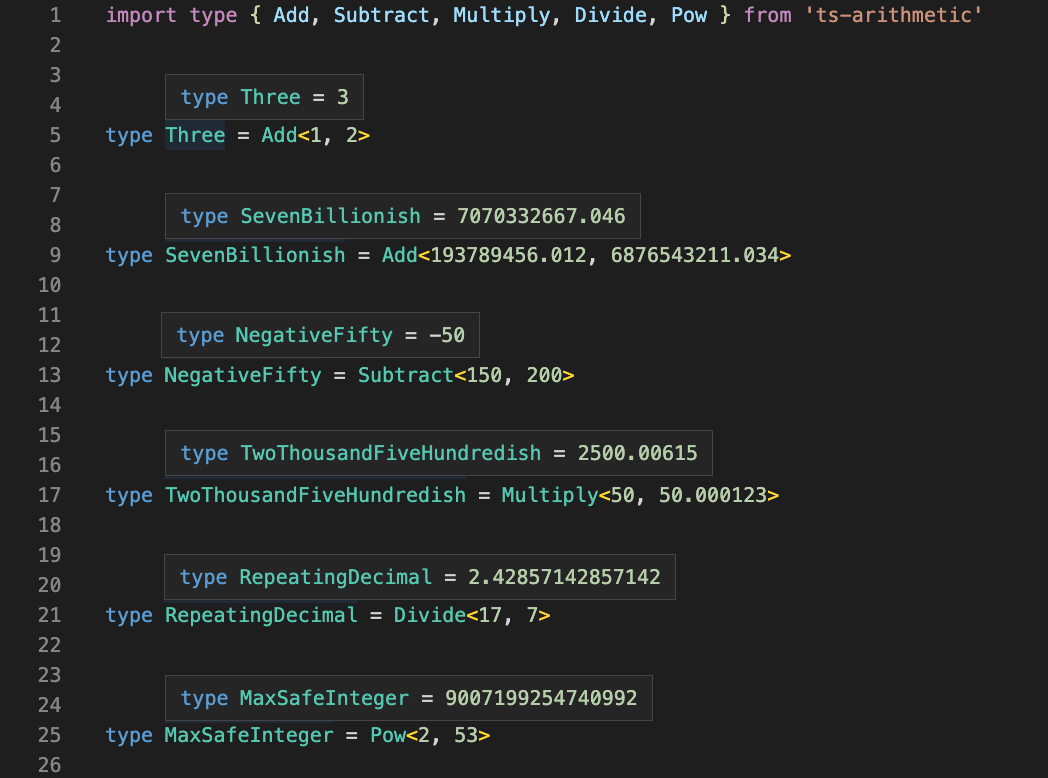 1 import type { Add, Subtract, Multiply, Divide, Pow } from 'ts-arithmetic'
2
3
type Three = 3
4
5 type Three = Add<1, 2>
6
7
type SevenBillionish = 7070332667.046
8
9 type SevenBillionish = Add<193789456.012, 6876543211.034>
10
11
type NegativeFifty = -50
12
13 type NegativeFifty = Subtract<150, 200>
14
15
type TwoThousandFiveHundredish = 2500.00615
16
17 type TwoThousandFiveHundredish = Multiply<50, 50.000123>
18
19
type RepeatingDecimal = 2.42857142857142
20
21 type RepeatingDecimal = Divide<17, 7>
22
23
type MaxSafeInteger = 9007199254740992
24
25 type MaxSafeInteger = Pow<2, 53>
26